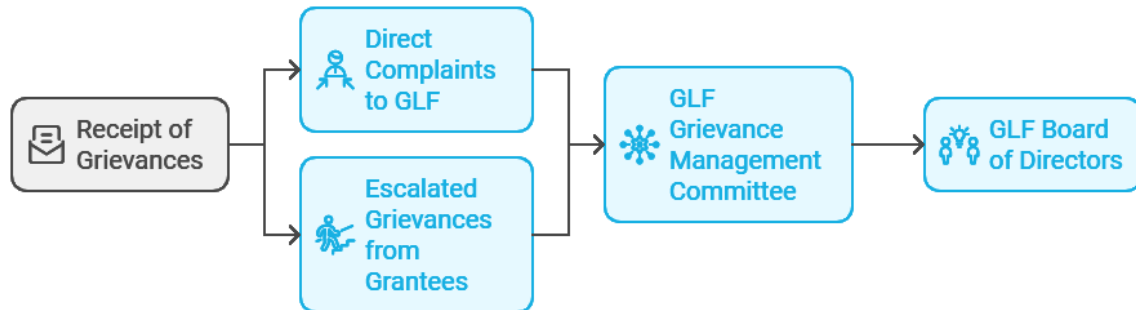 Receipt of
Grievances
Direct
Complaints
to GLF
Escalated
Grievances
from
Grantees
GLF
Grievance
Management
Committee
GLF Board
of Directors